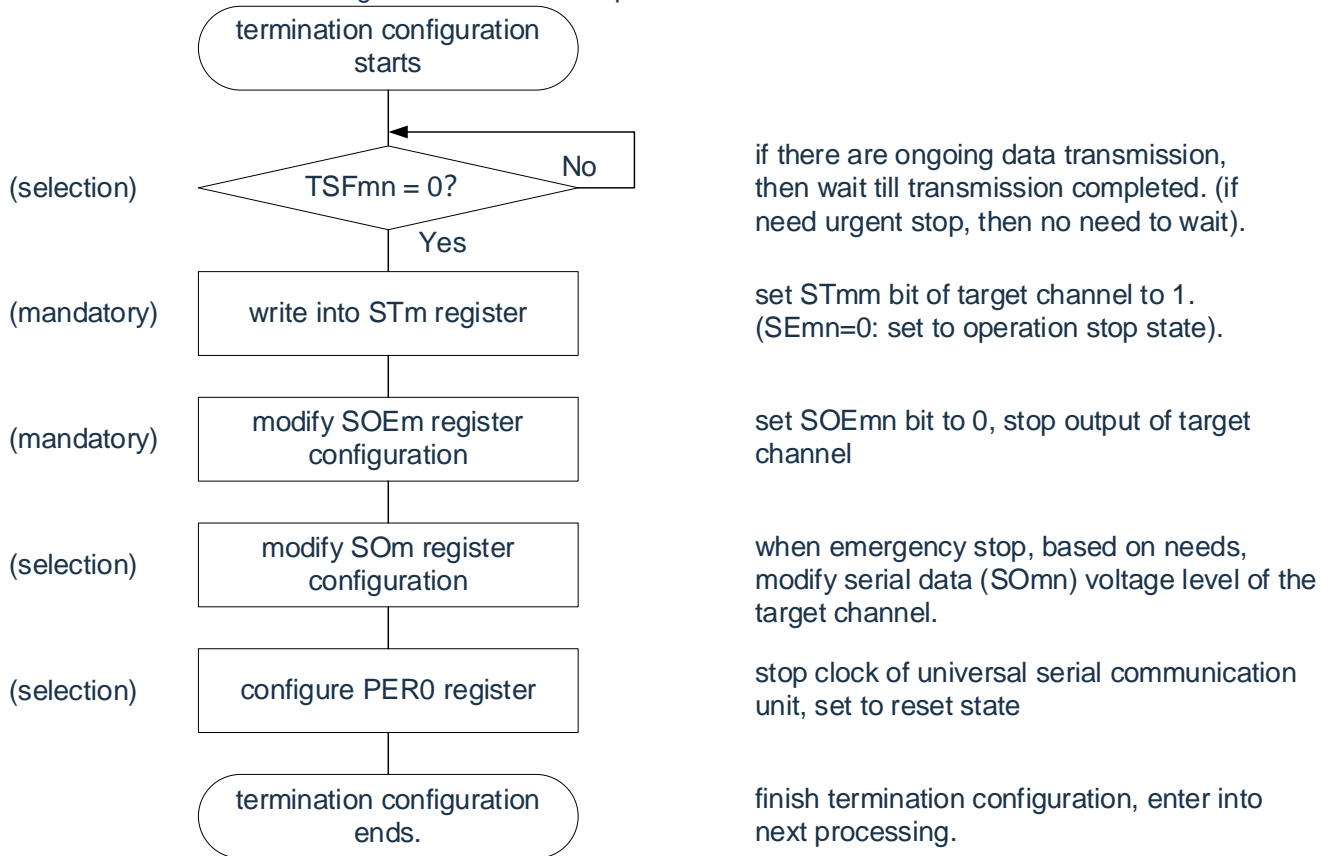 termination configuration
starts
No
(selection)
TSFmn = 0?
if there are ongoing data transmission,
then wait till transmission completed. (if
need urgent stop, then no need to wait).
Yes
(mandatory)
write into STm register
set STmm bit of target channel to 1.
(SEmn=0: set to operation stop state).
(mandatory)
modify SOEm register
configuration
set SOEmn bit to 0, stop output of target
channel
(selection)
modify SOm register
configuration
when emergency stop, based on needs,
modify serial data (SOmn) voltage level of the
target channel.
(selection)
configure PER0 register
stop clock of universal serial communication
unit, set to reset state
termination configuration
ends.
finish termination configuration, enter into
next processing.